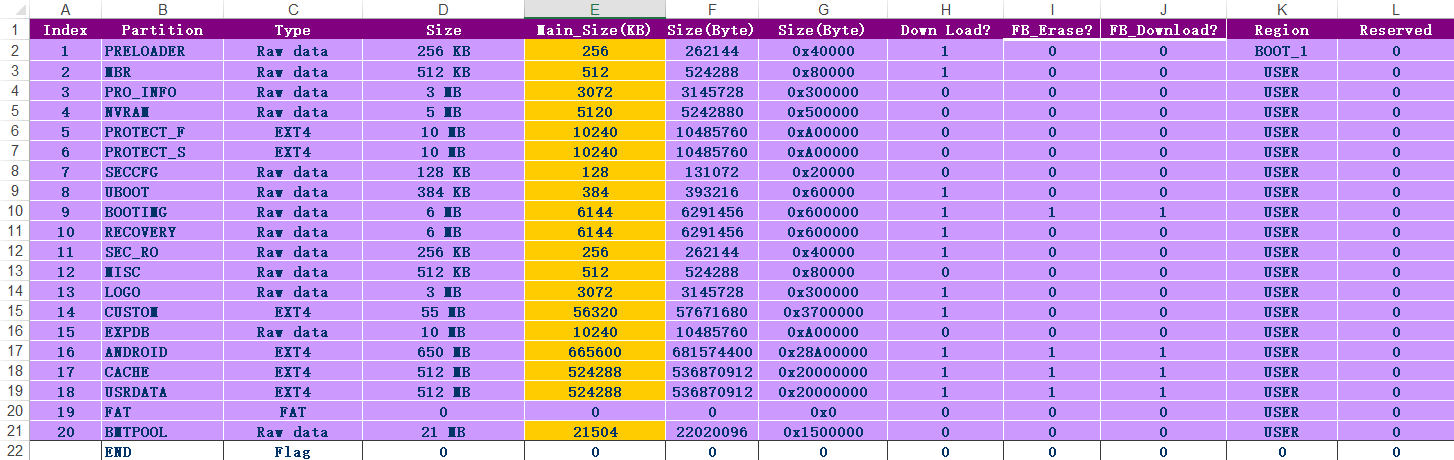 A B C D E F G H I J K L
1 Index Partition Type Size Main_Size(KB) Size(Byte) Size(Byte) Down Load? FB_Erase? FB_Download? Region Reserved
2 1 PRELOADER Raw data 256 KB 256 262144 0x40000 1 0 0 BOOT_1 0
3 2 MBR Raw data 512 KB 512 524288 0x80000 1 0 0 USER 0
4 3 PRO_INFO Raw data 3 MB 3072 3145728 0x300000 0 0 0 USER 0
5 4 NVRAM Raw data 5 MB 5120 5242880 0x500000 0 0 0 USER 0
6 5 PROTECT_F EXT4 10 MB 10240 10485760 0xA00000 0 0 0 USER 0
7 6 PROTECT_S EXT4 10 MB 10240 10485760 0xA00000 0 0 0 USER 0
8 7 SECCFG Raw data 128 KB 128 131072 0x20000 0 0 0 USER 0
9 8 UBOOT Raw data 384 KB 384 393216 0x60000 1 0 0 USER 0
10 9 BOOTIMG Raw data 6 MB 6144 6291456 0x600000 1 1 1 USER 0
11 10 RECOVERY Raw data 6 MB 6144 6291456 0x600000 1 0 0 USER 0
12 11 SEC_RO Raw data 256 KB 256 262144 0x40000 1 0 0 USER 0
13 12 MISC Raw data 512 KB 512 524288 0x80000 0 0 0 USER 0
14 13 LOGO Raw data 3 MB 3072 3145728 0x300000 1 0 0 USER 0
15 14 CUSTOM EXT4 55 MB 56320 57671680 0x3700000 1 0 0 USER 0
16 15 EXPDB Raw data 10 MB 10240 10485760 0xA00000 0 0 0 USER 0
17 16 ANDROID EXT4 650 MB 665600 681574400 0x28A00000 1 1 1 USER 0
18 17 CACHE EXT4 512 MB 524288 536870912 0x20000000 1 1 1 USER 0
19 18 USRDATA EXT4 512 MB 524288 536870912 0x20000000 1 1 1 USER 0
20 19 FAT FAT 0 0 0 0x0 0 0 0 USER 0
21 20 BMTPOOL Raw data 21 MB 21504 22020096 0x1500000 0 0 0 USER 0
22 END Flag 0 0 0 0 0 0 0 0 0